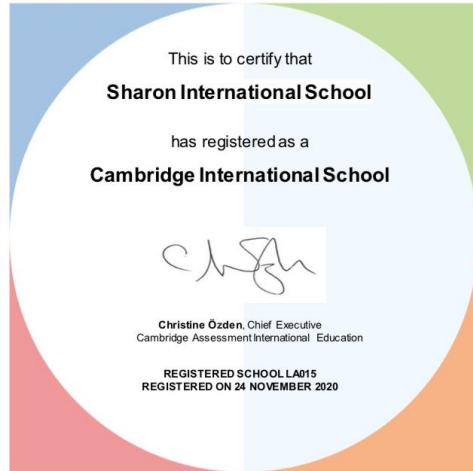 This is to certify that
Sharon International School
has registered as a
Cambridge International School
Christine Özden, Chief Executive
Cambridge Assessment International Education
REGISTERED SCHOOL LA015
REGISTERED ON 24 NOVEMBER 2020